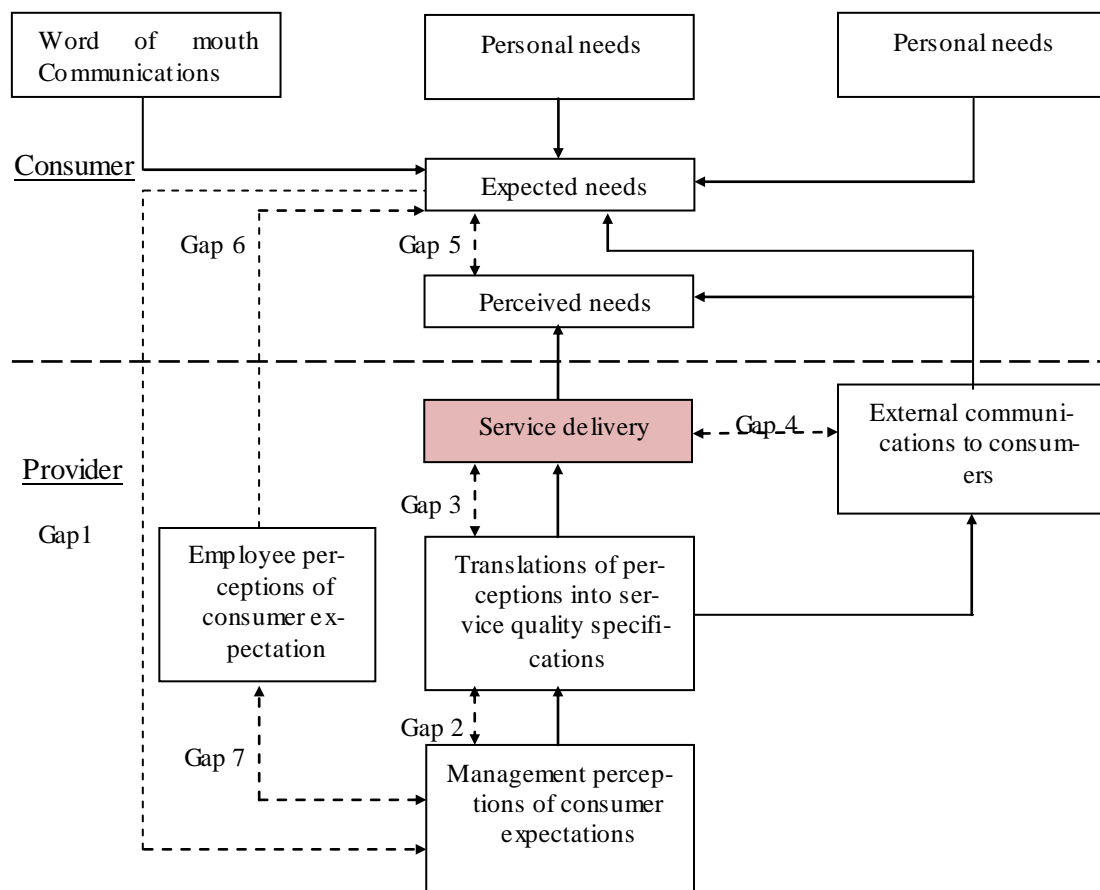 Word of mouth
Communications
Personal needs
Personal needs
Consumer
Expected needs
Gap 6
Gap 5
Perceived needs
Service delivery
Gap 4
External communi-
cations to consum-
ers
Provider
Gap 3
Gap1
Employee per-
ceptions of
consumer ex-
pectation
Translations of per-
ceptions into ser-
vice quality specifi-
cations
Gap 2
Gap 7
Management percep-
tions of consumer
expectations